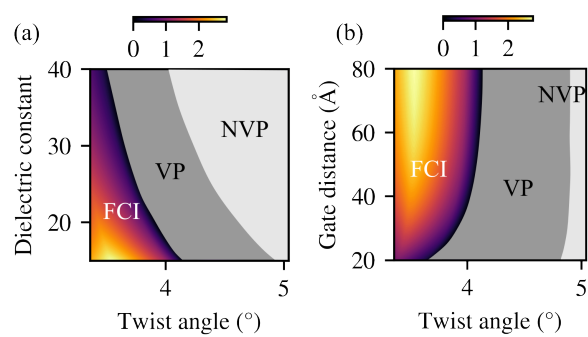 (a)
0 1 2
Dielectric constant
40
30
20
FCI
VP
NVP
4 5
Twist angle (°)
(b)
0 1 2
Gate distance (Å)
80
60
40
20
FCI
VP
NVP
4 5
Twist angle (°)